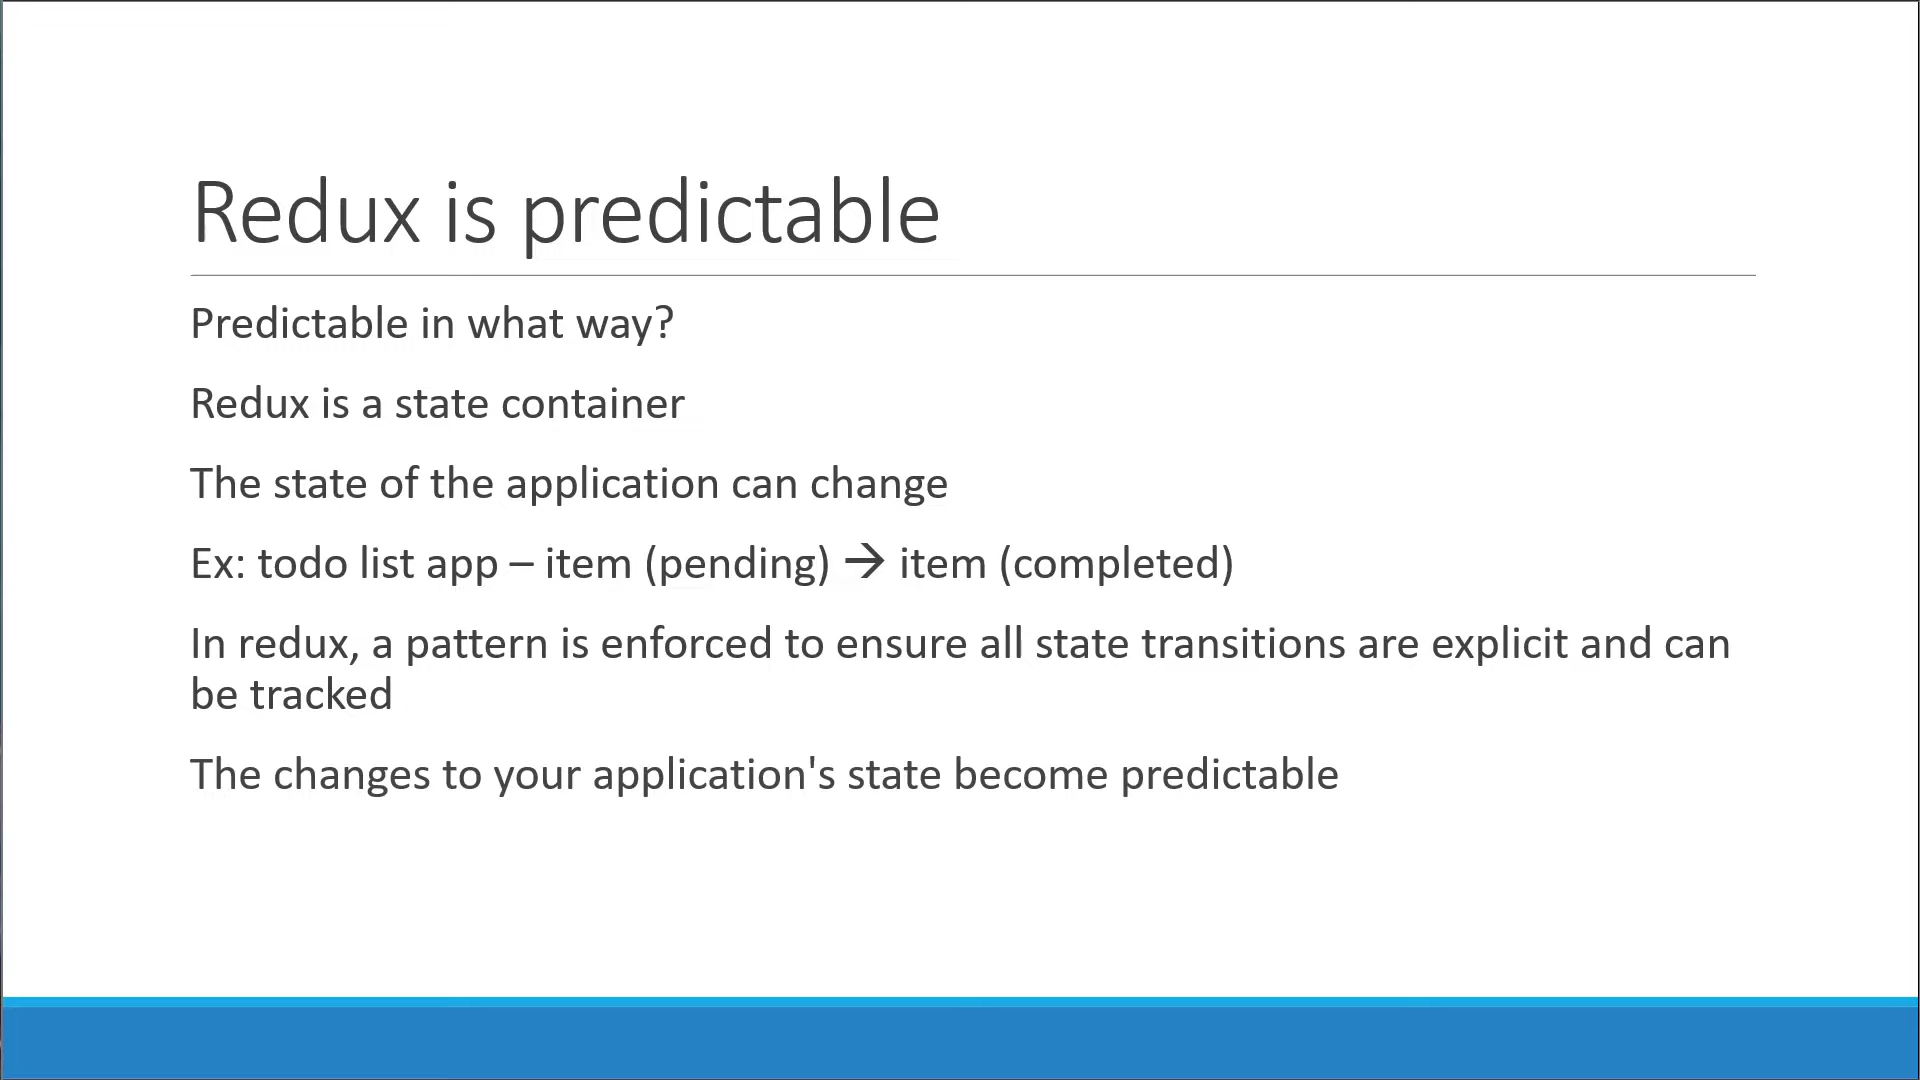 Redux is predictable
Predictable in what way?
Redux is a state container
The state of the application can change
Ex: todo list app – item (pending) → item (completed)
In redux, a pattern is enforced to ensure all state transitions are explicit and can
be tracked
The changes to your application's state become predictable